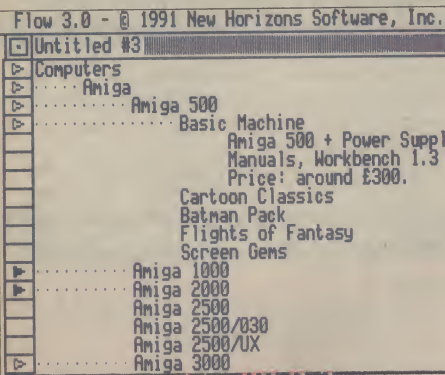 Flow 3.0 - © 1991 New Horizons Software, Inc.
Untitled #3
Computers
Amiga
Amiga 500
Basic Machine
Amiga 500 + Power Suppl
Manuals, Workbench 1.3
Price: around £300.
Cartoon Classics
Batman Pack
Flights of Fantasy
Screen Gems
Amiga 1000
Amiga 2000
Amiga 2500
Amiga 2500/030
Amiga 2500/UX
Amiga 3000